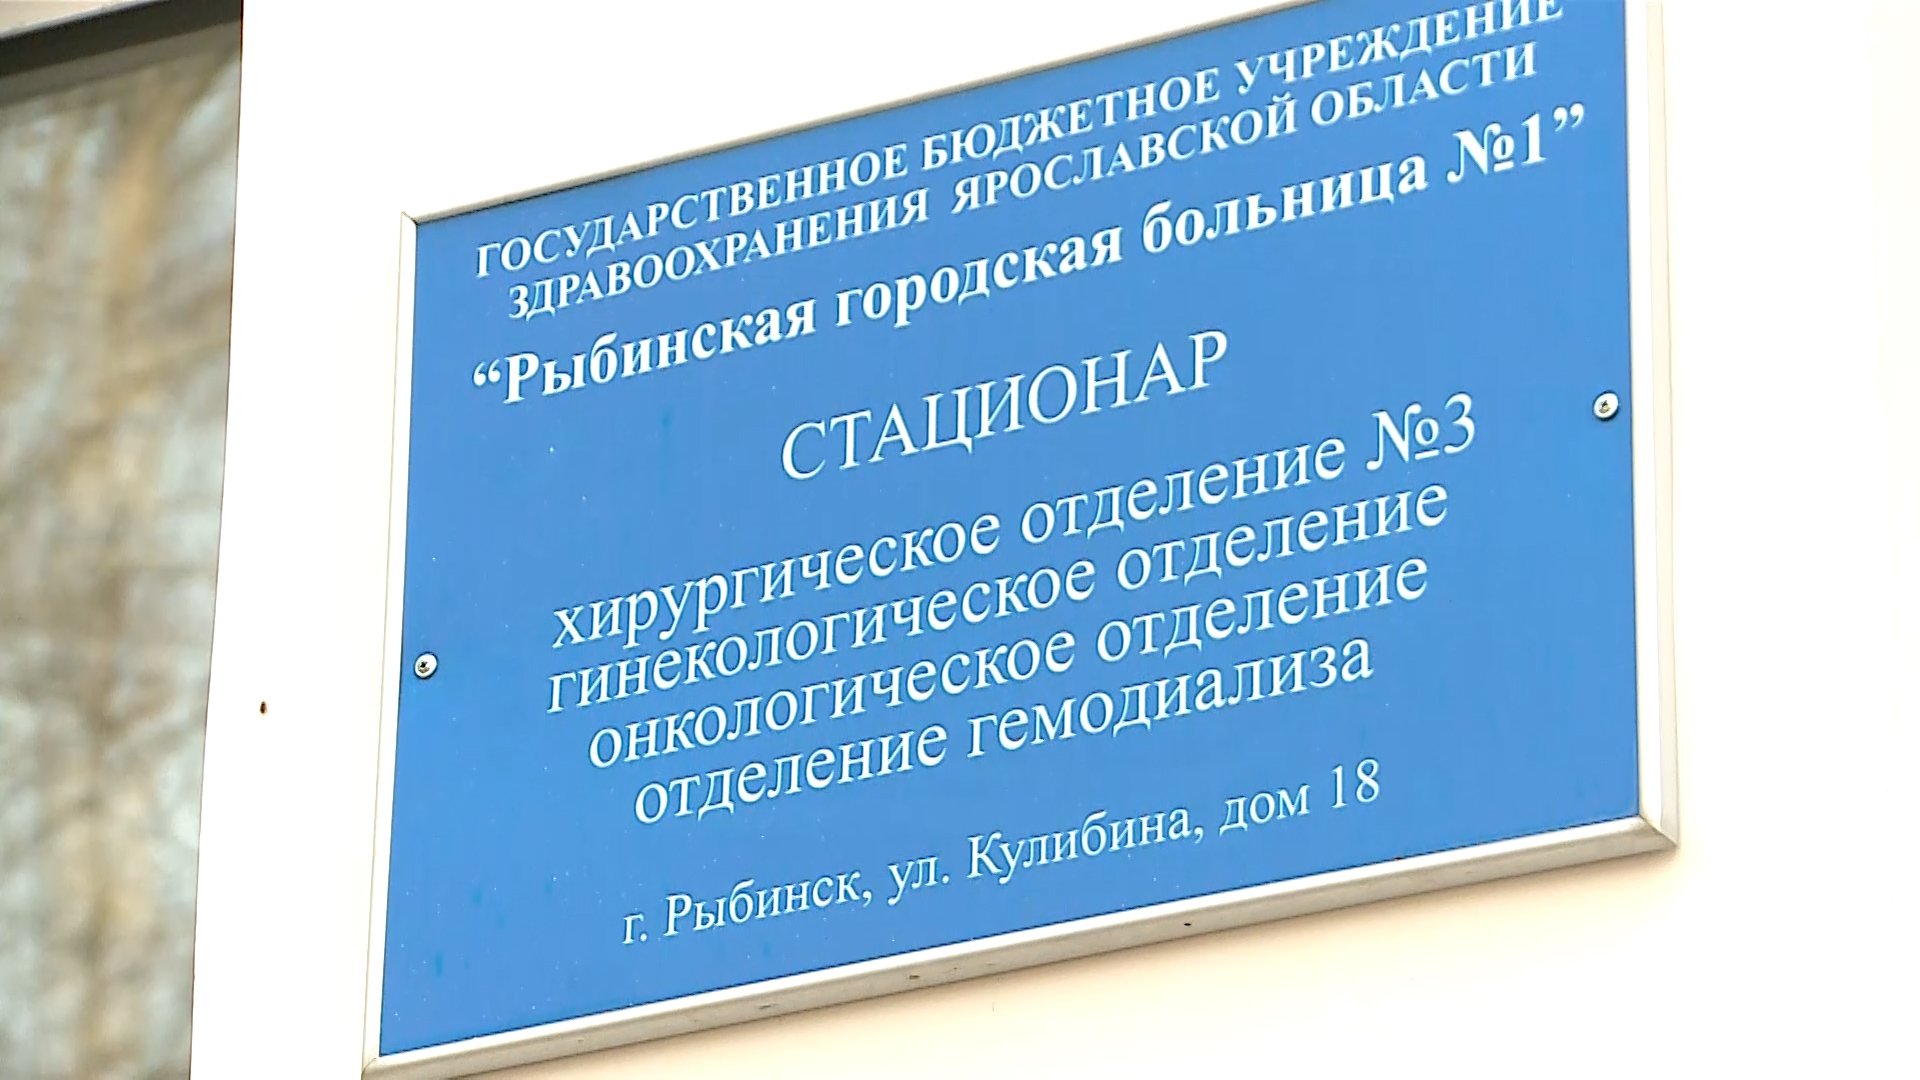 ГОСУДАРСТВЕННОЕ БЮДЖЕТНОЕ УЧРЕЖДЕНИЕ
ЗДРАВООХРАНЕНИЯ ЯРОСЛАВСКОЙ ОБЛАСТИ
“Рыбинская городская больница №1”
СТАЦИОНАР
хирургическое отделение №3
гинекологическое отделение
онкологическое отделение
отделение гемодиализа
г. Рыбинск, ул. Кулибина, дом 18